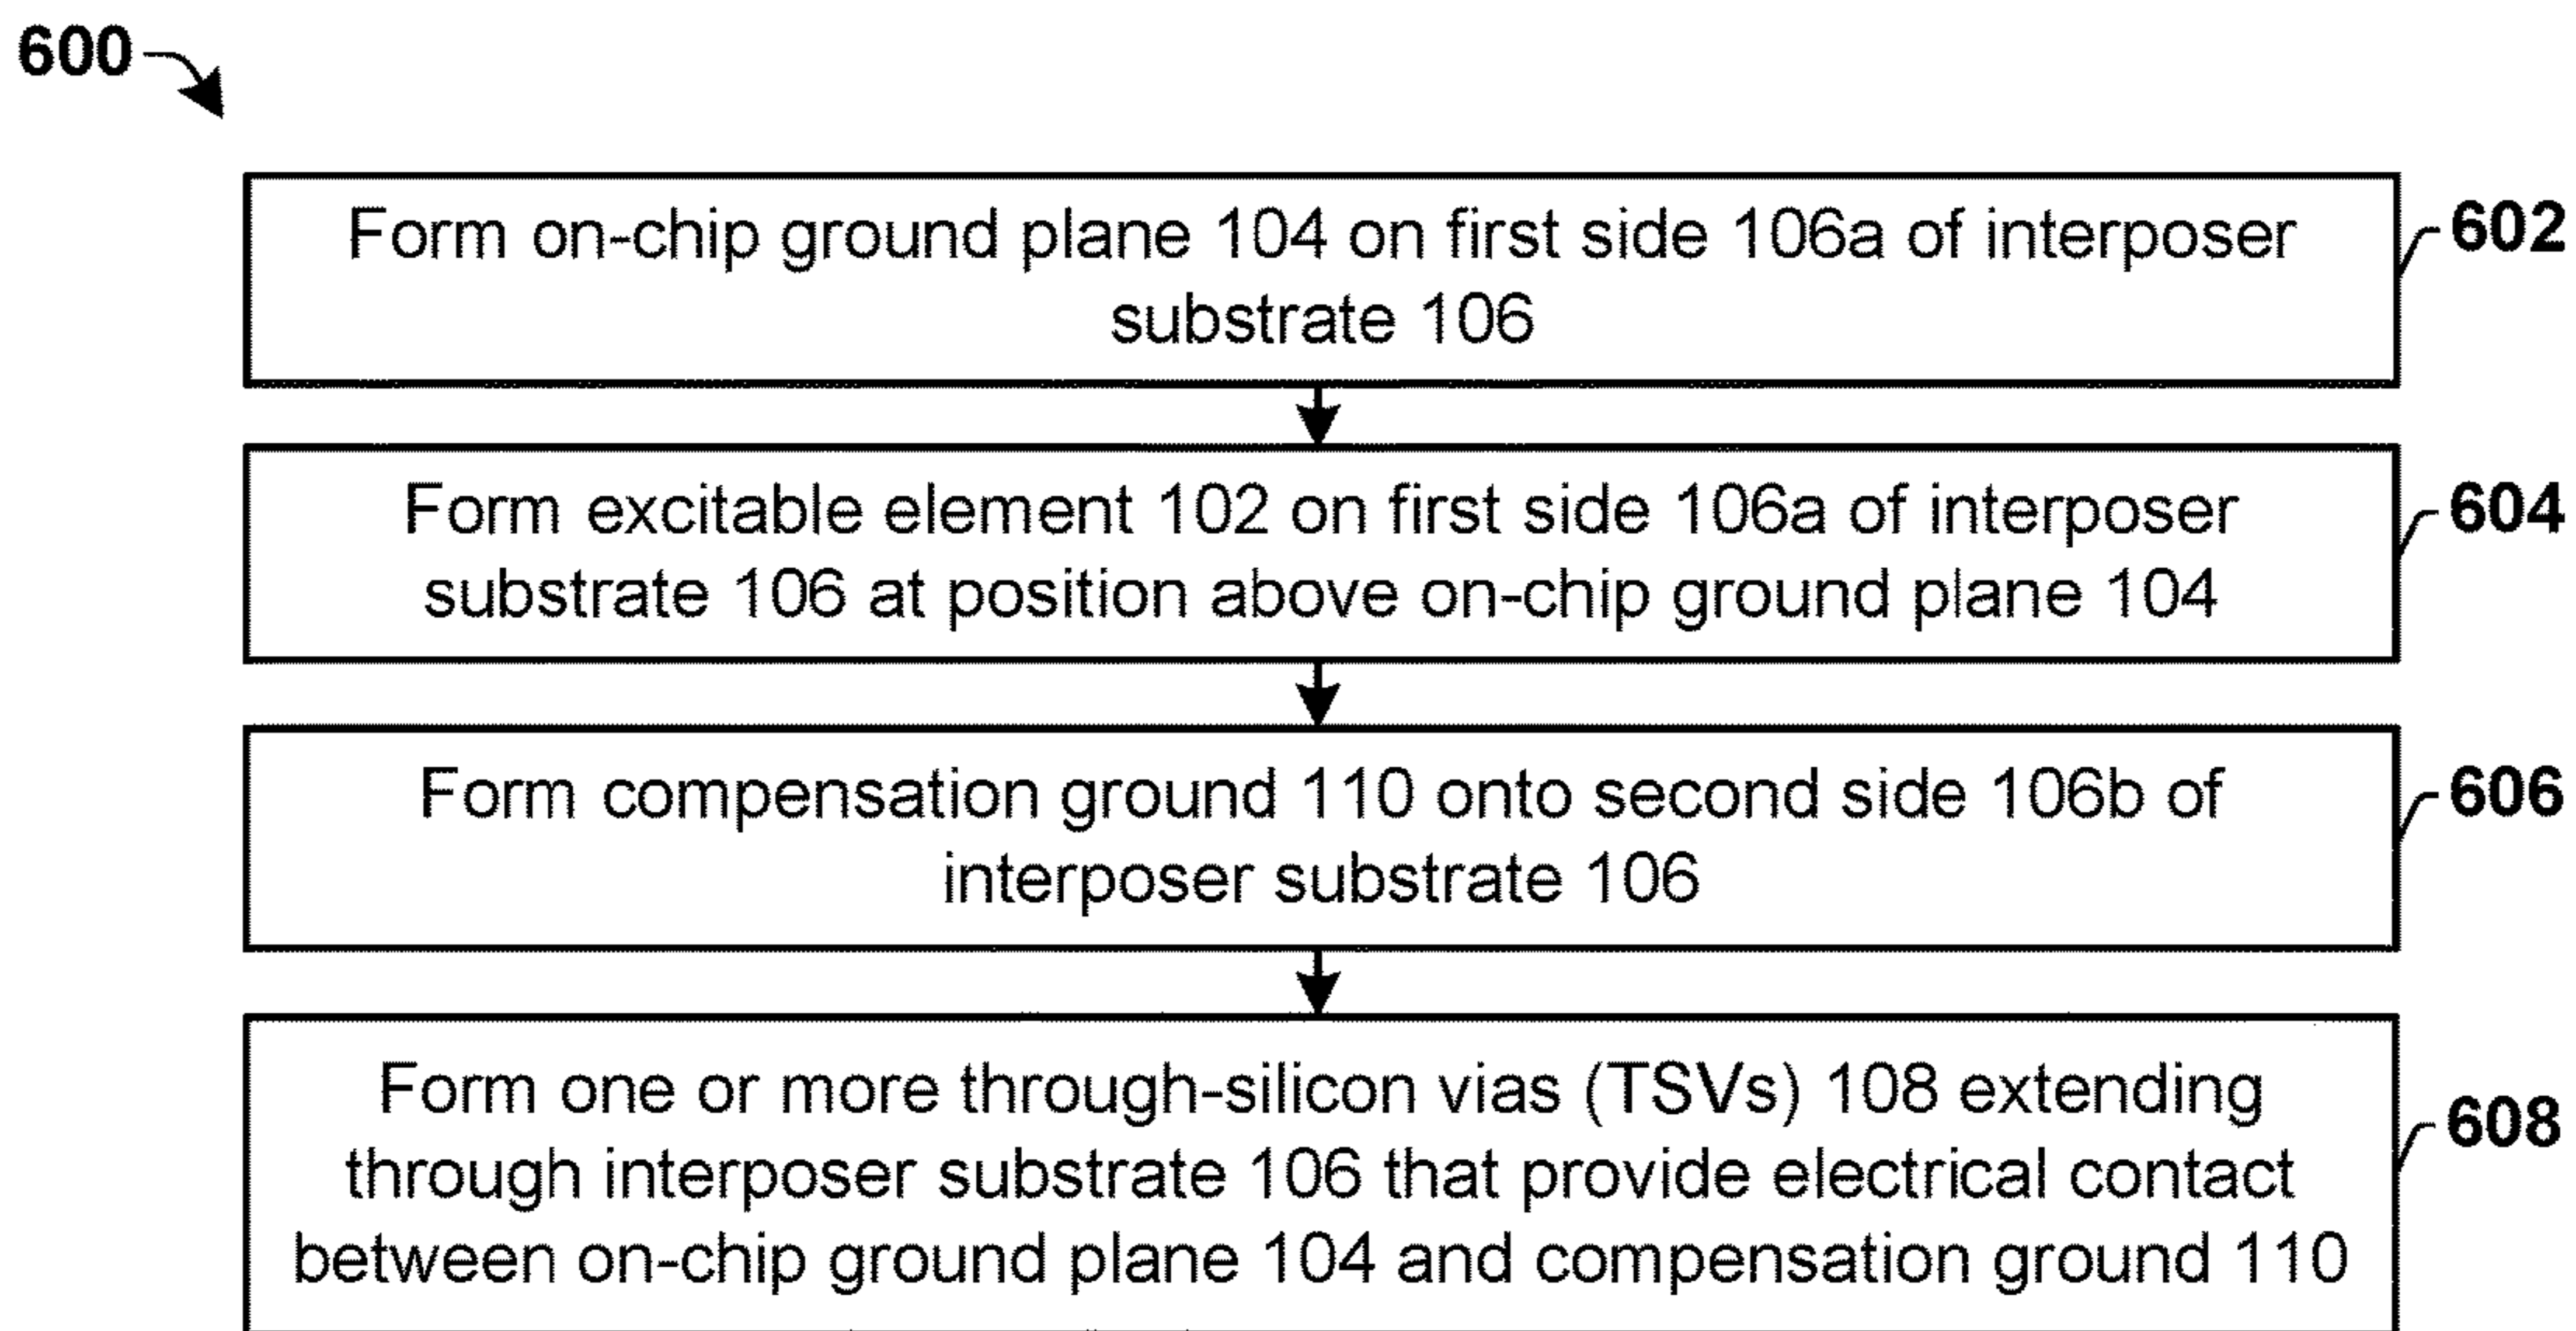 600
Form on-chip ground plane 104 on first side 106a of interposer
substrate 106
602
Form excitable element 102 on first side 106a of interposer
substrate 106 at position above on-chip ground plane 104
604
Form compensation ground 110 onto second side 106b of
interposer substrate 106
606
Form one or more through-silicon vias (TSVs) 108 extending
through interposer substrate 106 that provide electrical contact
between on-chip ground plane 104 and compensation ground 110
608